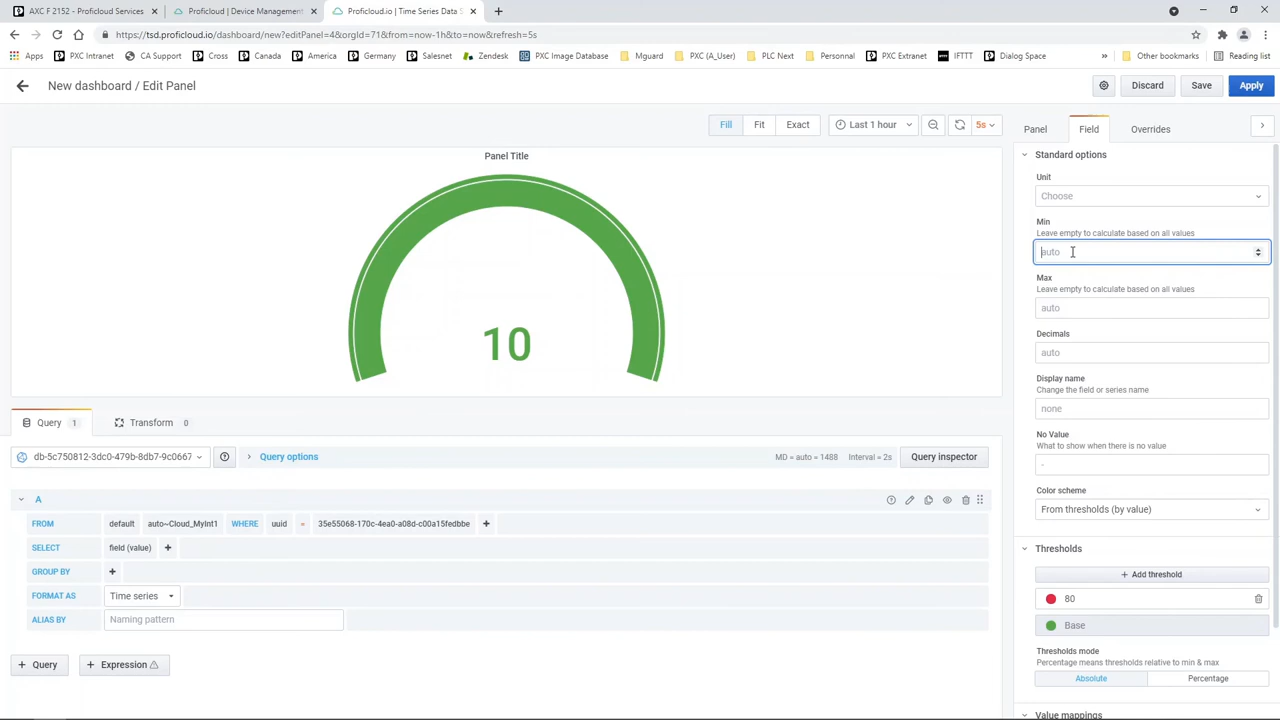 AXC F 2152 - Proficloud Services
Proficloud | Device Management
Proficloud.io | Time Series Data S
https://tsd.proficloud.io/dashboard/new?editPanel=4&orgId=71&from=now-1h&to=now&refresh=5s
Apps PXC Intranet CA Support Cross Canada America Germany Salesnet Zendesk PXC Image Database Mguard PXC (A_User) PLC Next Personnal PXC Extranet IFTTT Dialog Space » Other bookmarks Reading list
New dashboard / Edit Panel
Discard Save Apply
Fill Fit Exact Last 1 hour 5s
Panel Field Overrides
Panel Title
10
Standard options
Unit
Choose
Min
Leave empty to calculate based on all values
auto
Max
Leave empty to calculate based on all values
auto
Decimals
auto
Display name
Change the field or series name
none
No Value
What to show when there is no value
-
Color scheme
From thresholds (by value)
Thresholds
+ Add threshold
80
Base
Thresholds mode
Percentage means thresholds relative to min & max
Absolute Percentage
Value mappings
Query 1 Transform 0
db-5c750812-3dc0-479b-8db7-9c0667 Query options MD = auto = 1488 Interval = 2s Query inspector
A
FROM default auto~Cloud_MyInt1 WHERE uuid = 35e55068-170c-4ea0-a08d-c00a15fedbbe +
SELECT field (value) +
GROUP BY +
FORMAT AS Time series
ALIAS BY Naming pattern
+ Query + Expression